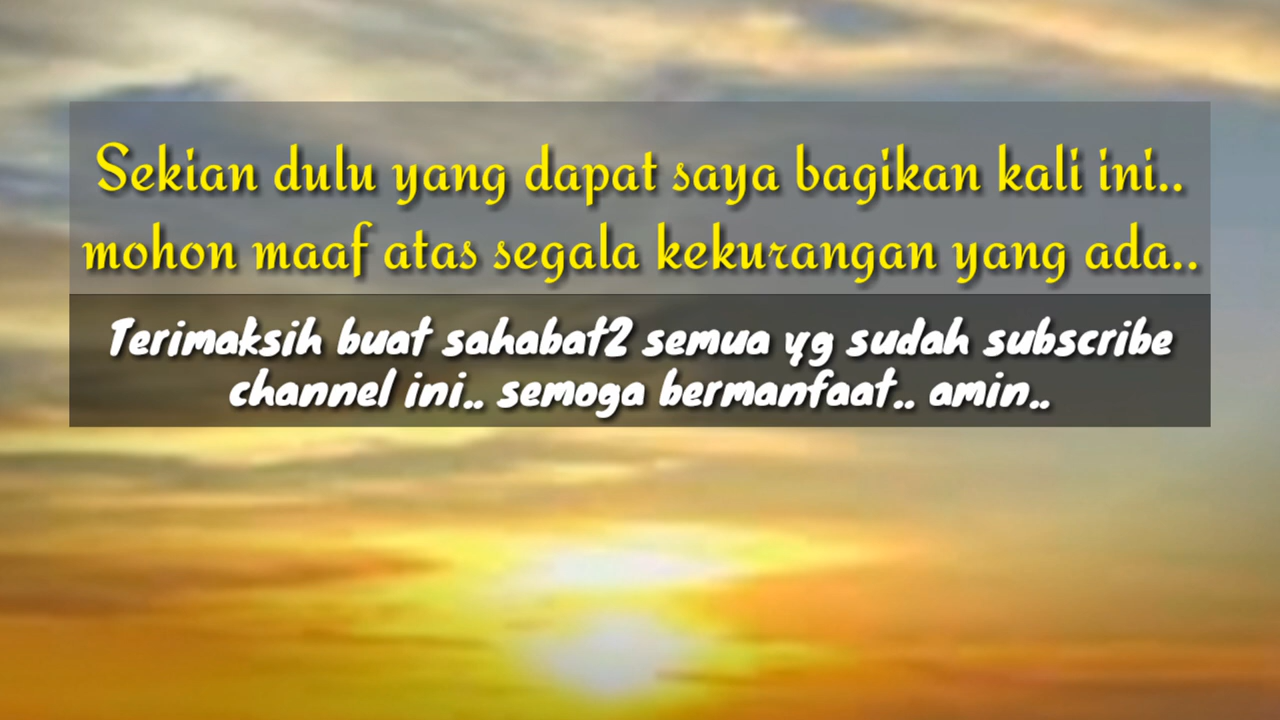 Sekian dulu yang dapat saya bagikan kali ini..
mohon maaf atas segala kekurangan yang ada..
Terimaksih buat sahabat2 semua yg sudah subscribe
channel ini.. semoga bermanfaat.. amin..